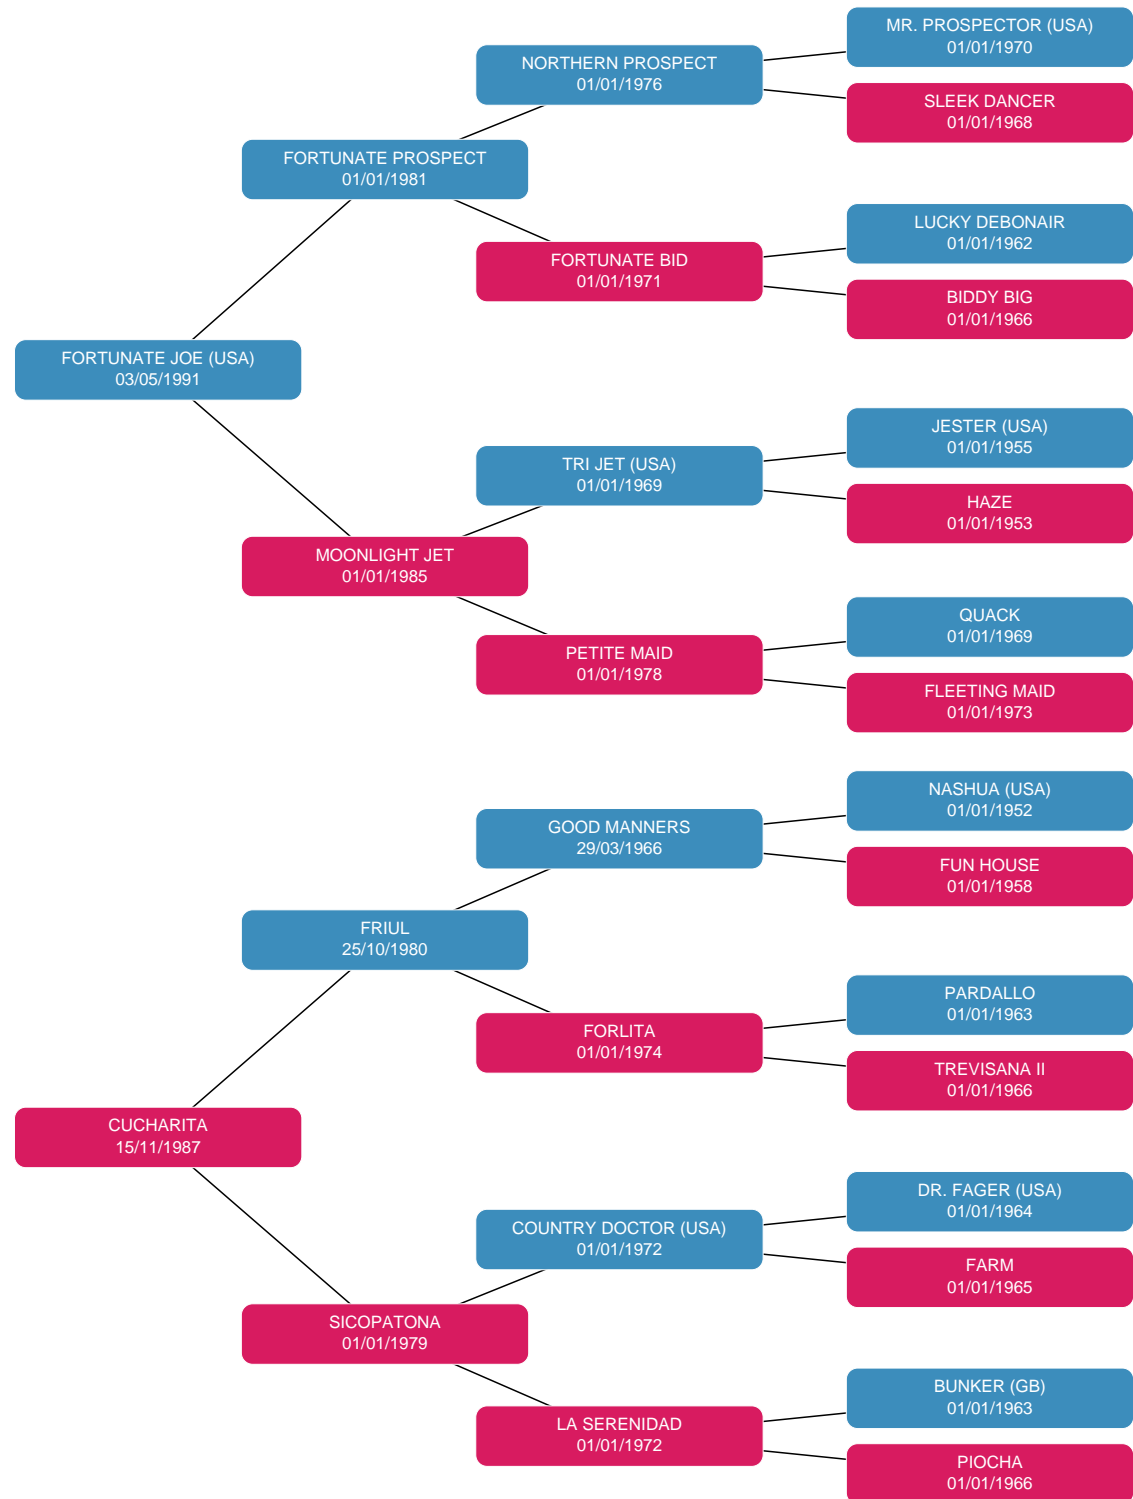 MR. PROSPECTOR (USA)
01/01/1970
NORTHERN PROSPECT
01/01/1976
SLEEK DANCER
01/01/1968
FORTUNATE PROSPECT
01/01/1981
LUCKY DEBONAIR
01/01/1962
FORTUNATE BID
01/01/1971
BIDDY BIG
01/01/1966
FORTUNATE JOE (USA)
03/05/1991
JESTER (USA)
01/01/1955
TRI JET (USA)
01/01/1969
HAZE
01/01/1953
MOONLIGHT JET
01/01/1985
QUACK
01/01/1969
PETITE MAID
01/01/1978
FLEETING MAID
01/01/1973
NASHUA (USA)
01/01/1952
GOOD MANNERS
29/03/1966
FUN HOUSE
01/01/1958
FRIUL
25/10/1980
PARDALLO
01/01/1963
FORLITA
01/01/1974
TREVISANA II
01/01/1966
CUCHARITA
15/11/1987
DR. FAGER (USA)
01/01/1964
COUNTRY DOCTOR (USA)
01/01/1972
FARM
01/01/1965
SICOPATONA
01/01/1979
BUNKER (GB)
01/01/1963
LA SERENIDAD
01/01/1972
PIOCHA
01/01/1966